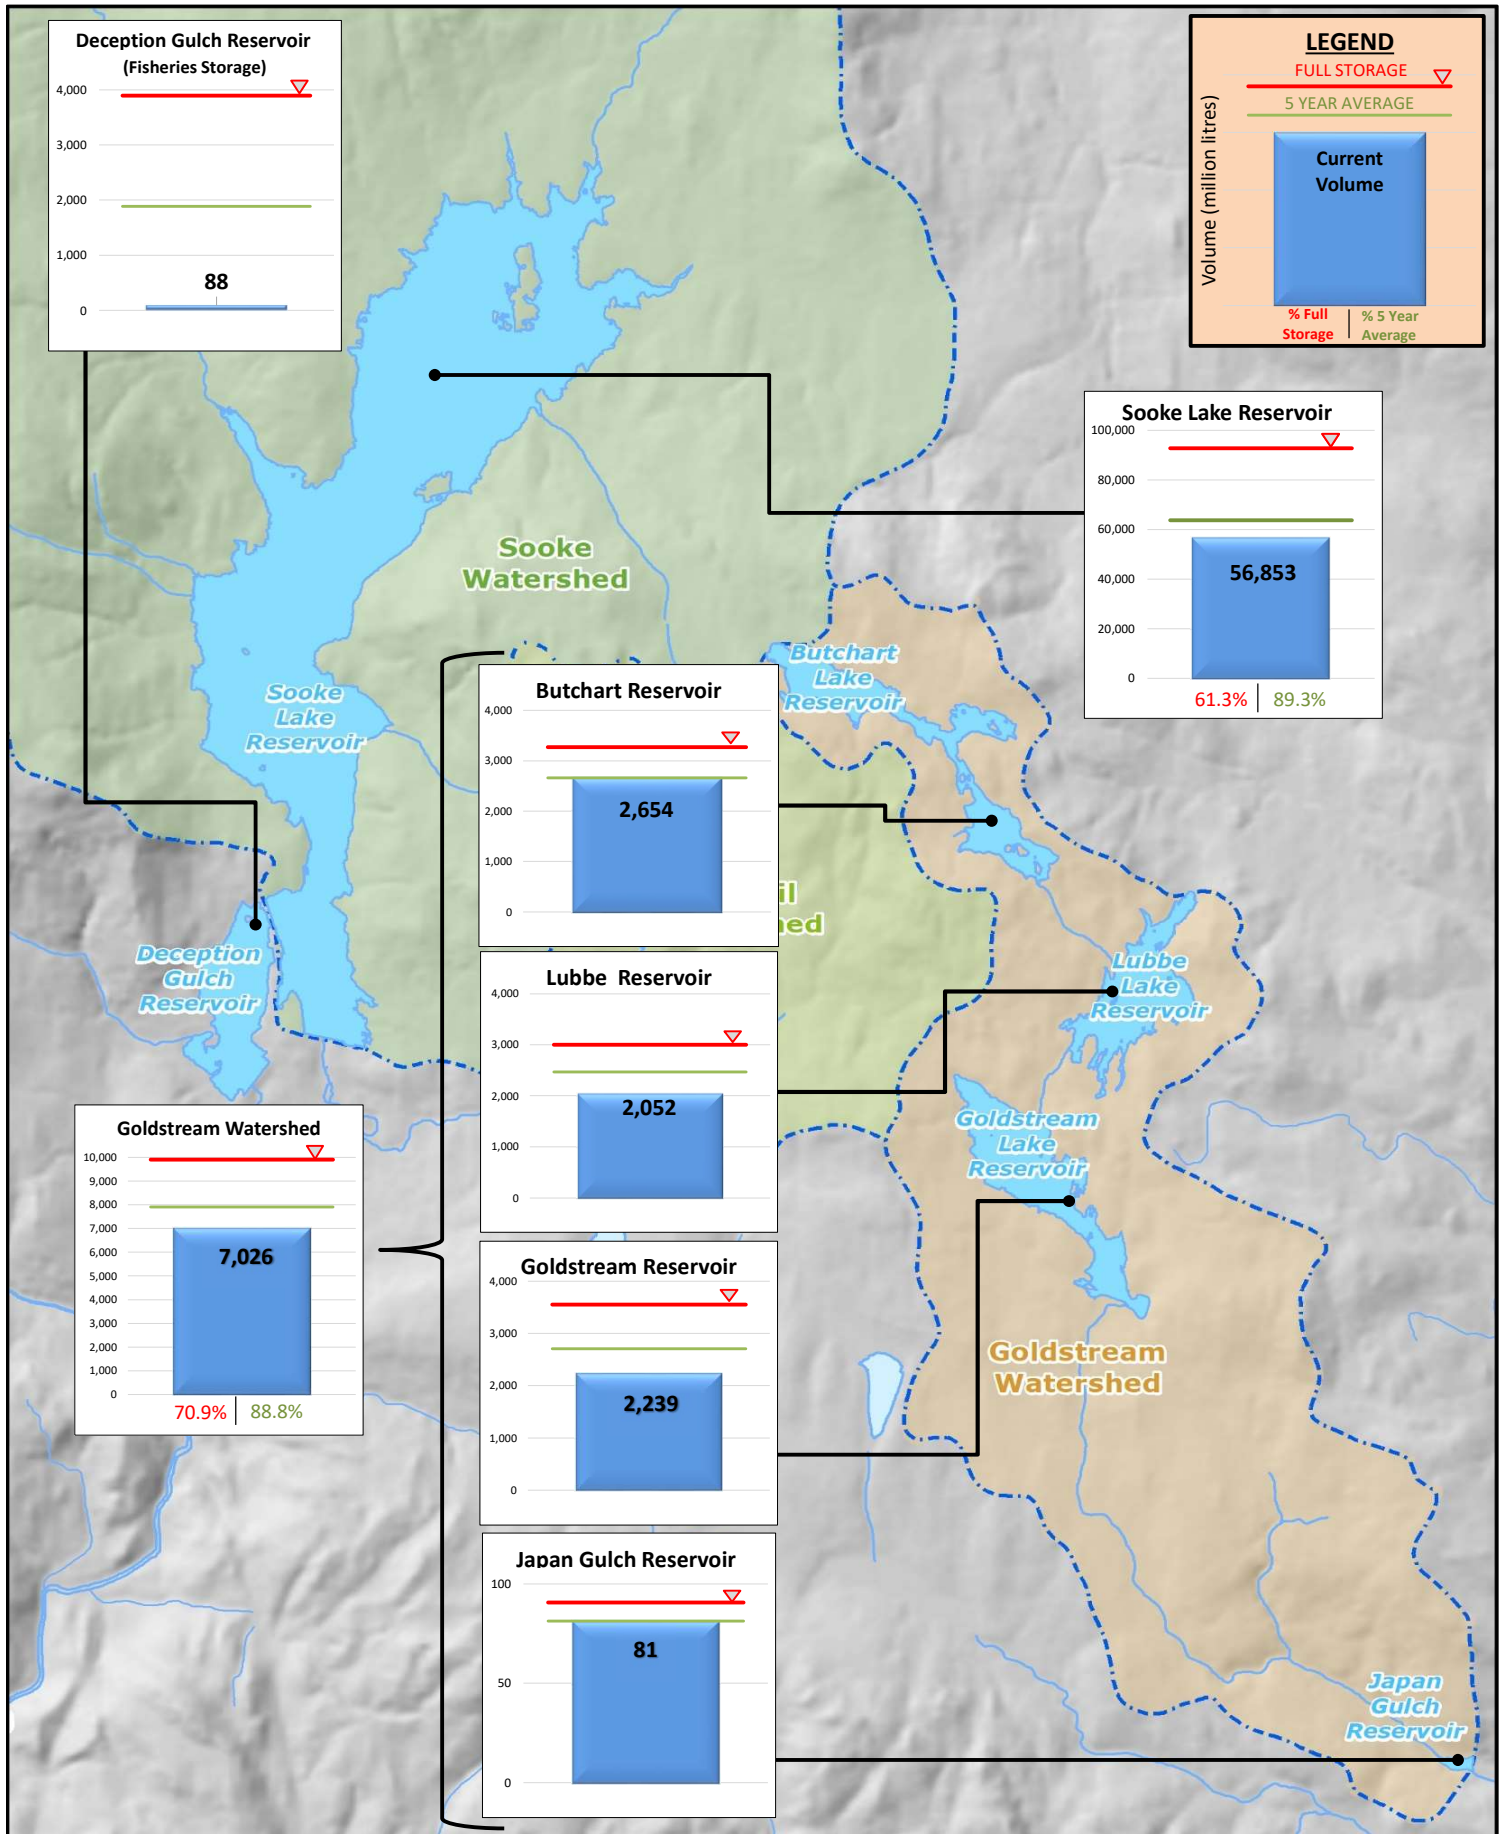 Deception Gulch Reservoir
(Fisheries Storage)
4,000
3,000
2,000
1,000
0
88
LEGEND
FULL STORAGE
5 YEAR AVERAGE
Volume (million litres)
Current
Volume
% Full
Storage
% 5 Year
Average
Sooke Lake Reservoir
100,000
80,000
60,000
40,000
20,000
0
56,853
61.3%
89.3%
Sooke
Watershed
Sooke
Lake
Reservoir
Butchart
Lake
Reservoir
Butchart Reservoir
4,000
3,000
2,000
1,000
0
2,654
il
ed
Deception
Gulch
Reservoir
Lubbe Reservoir
4,000
3,000
2,000
1,000
0
2,052
Lubbe
Lake
Reservoir
Goldstream
Lake
Reservoir
Goldstream Watershed
10,000
9,000
8,000
7,000
6,000
5,000
4,000
3,000
2,000
1,000
0
7,026
70.9%
88.8%
Goldstream Reservoir
4,000
3,000
2,000
1,000
0
2,239
Goldstream
Watershed
Japan Gulch Reservoir
100
50
0
81
Japan
Gulch
Reservoir